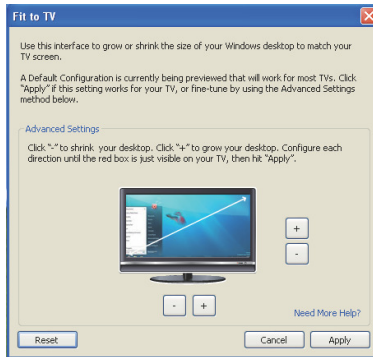 Fit to TV
Use this interface to grow or shrink the size of your Windows desktop to match your
TV screen.
A Default Configuration is currently being previewed that will work for most TVs. Click
"Apply" if this setting works for your TV, or fine-tune by using the Advanced Settings
method below.
Advanced Settings
Click "-" to shrink your desktop. Click "+" to grow your desktop. Configure each
direction until the red box is just visible on your TV, then hit "Apply".
+
-
- +
Need More Help?
Reset Cancel Apply